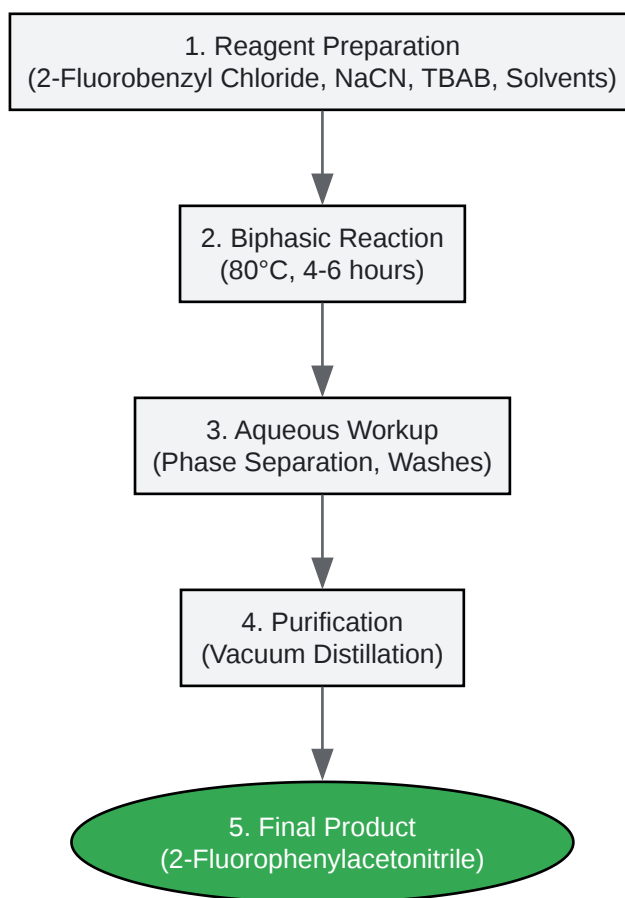 1. Reagent Preparation
(2-Fluorobenzyl Chloride, NaCN, TBAB, Solvents)
2. Biphasic Reaction
(80°C, 4-6 hours)
3. Aqueous Workup
(Phase Separation, Washes)
4. Purification
(Vacuum Distillation)
5. Final Product
(2-Fluorophenylacetonitrile)